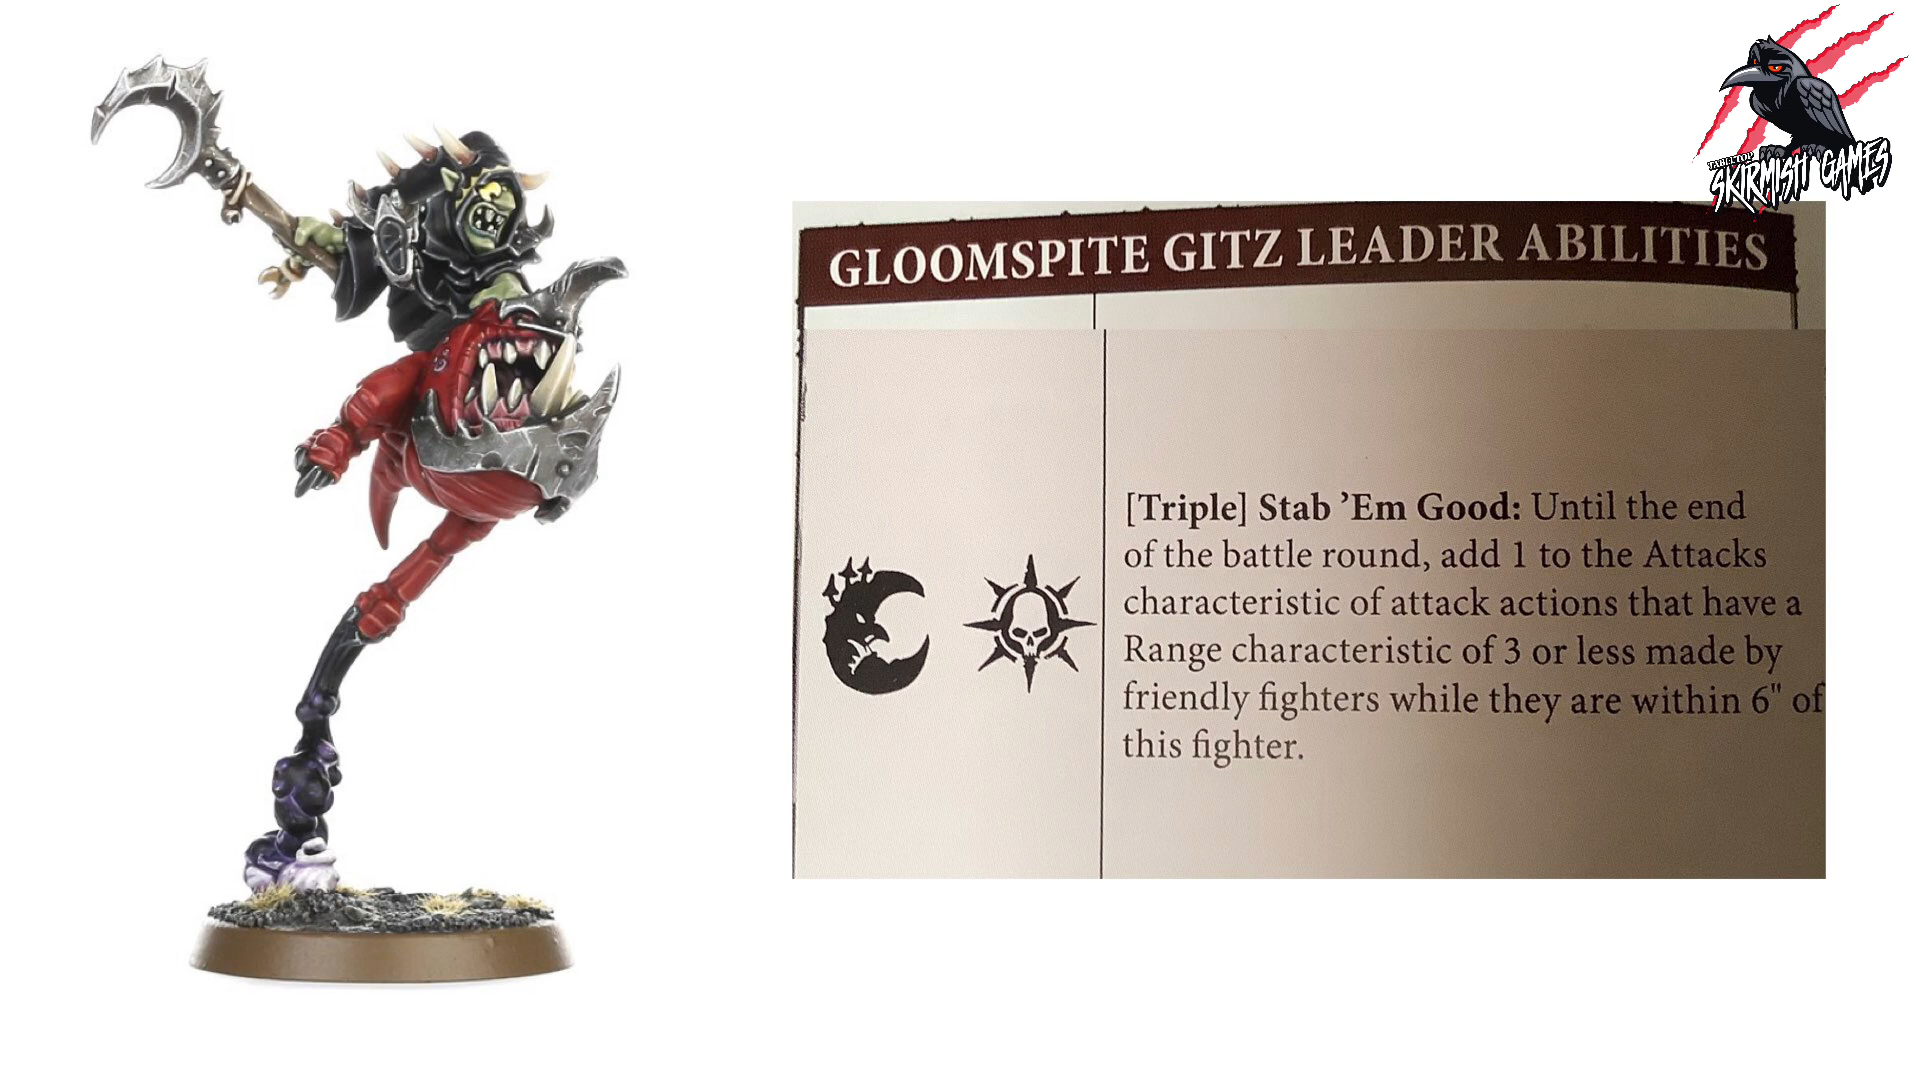 TABLETOP
SKIRMISH GAMES
GLOOMSPITE GITZ LEADER ABILITIES
[Triple] Stab ’Em Good: Until the end
of the battle round, add 1 to the Attacks
characteristic of attack actions that have a
Range characteristic of 3 or less made by
friendly fighters while they are within 6" of
this fighter.